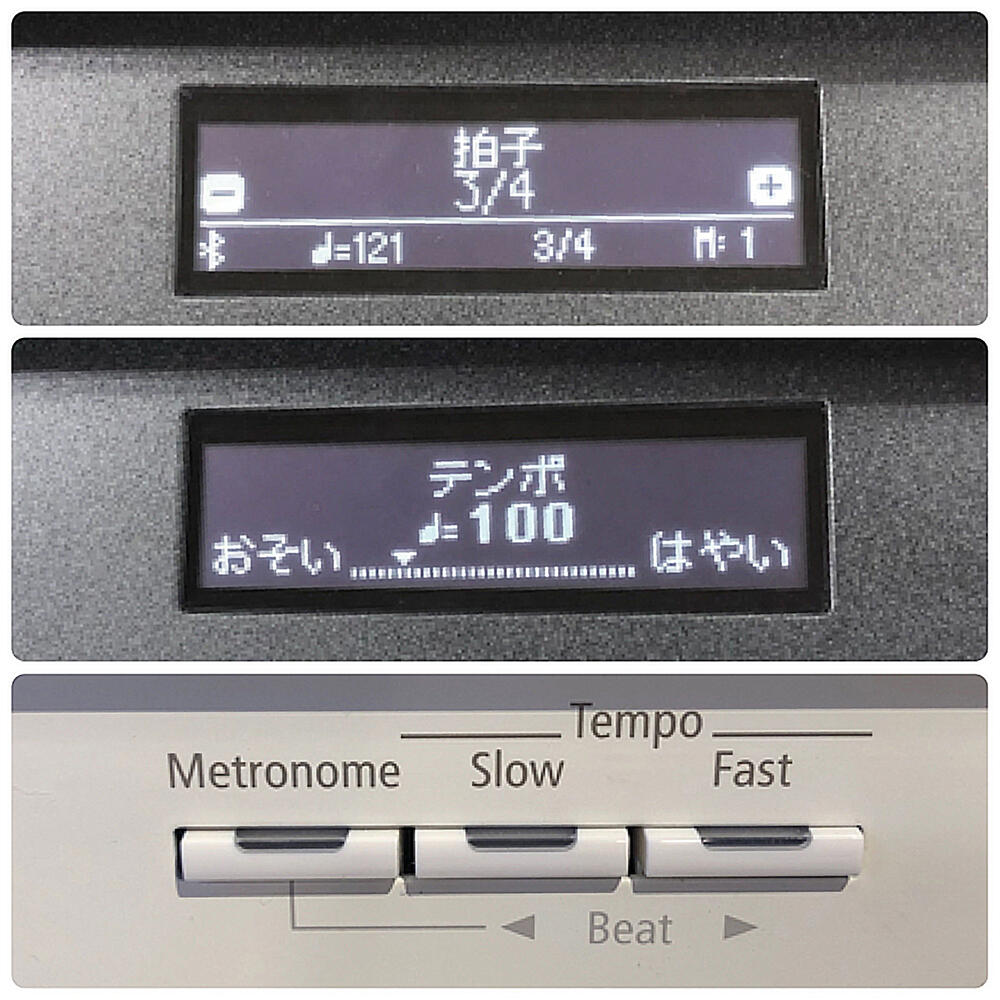 拍子
3/4
♩=121 3/4 M: 1
テンポ
♩=100
おそい はやい
Tempo
Metronome Slow Fast
◀ Beat ▶